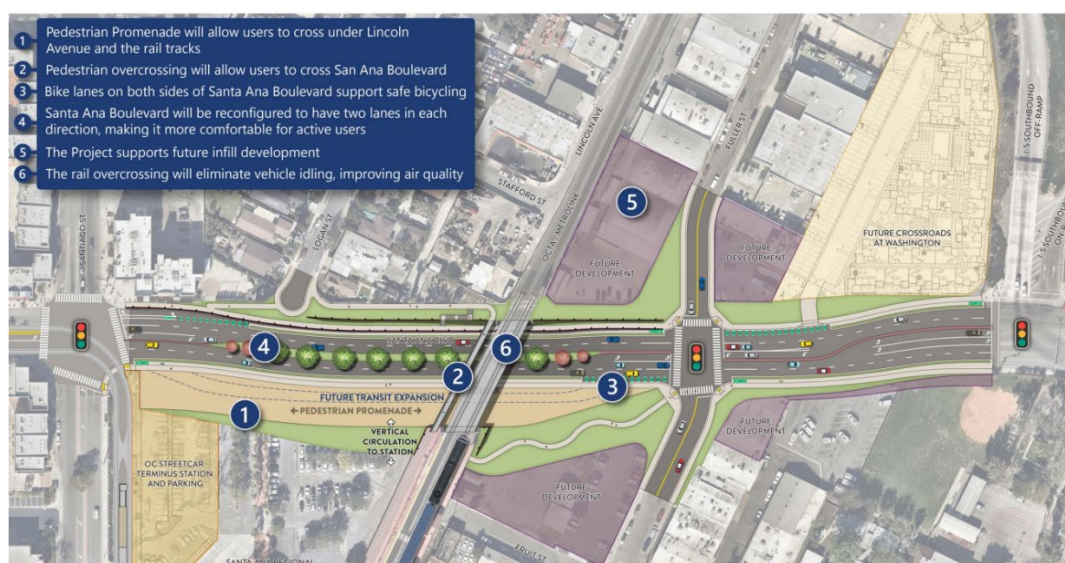 1 Pedestrian Promenade will allow users to cross under Lincoln
Avenue and the rail tracks
2 Pedestrian overcrossing will allow users to cross San Ana Boulevard
3 Bike lanes on both sides of Santa Ana Boulevard support safe bicycling
4 Santa Ana Boulevard will be reconfigured to have two lanes in each
direction, making it more comfortable for active users
5 The Project supports future infill development
6 The rail overcrossing will eliminate vehicle idling, improving air quality
SANTIAGO ST
LOGAN ST
STAFFORD ST
LINCOLN AVE
OCTA / METROLINK
FULLER ST
I-5 SOUTHBOUND
OFF-RAMP
I-5 SOUTHBOUND
5
FUTURE
DEVELOPMENT
FUTURE
DEVELOPMENT
FUTURE CROSSROADS
AT WASHINGTON
4
SANTA ANA BLVD
6
2
3
FUTURE TRANSIT EXPANSION
PEDESTRIAN PROMENADE
1
VERTICAL
CIRCULATION
TO STATION
FUTURE
DEVELOPMENT
OC STREETCAR
TERMINUS STATION
AND PARKING
FUTURE
DEVELOPMENT
FRUIT ST
SANTA ANA REGIONAL